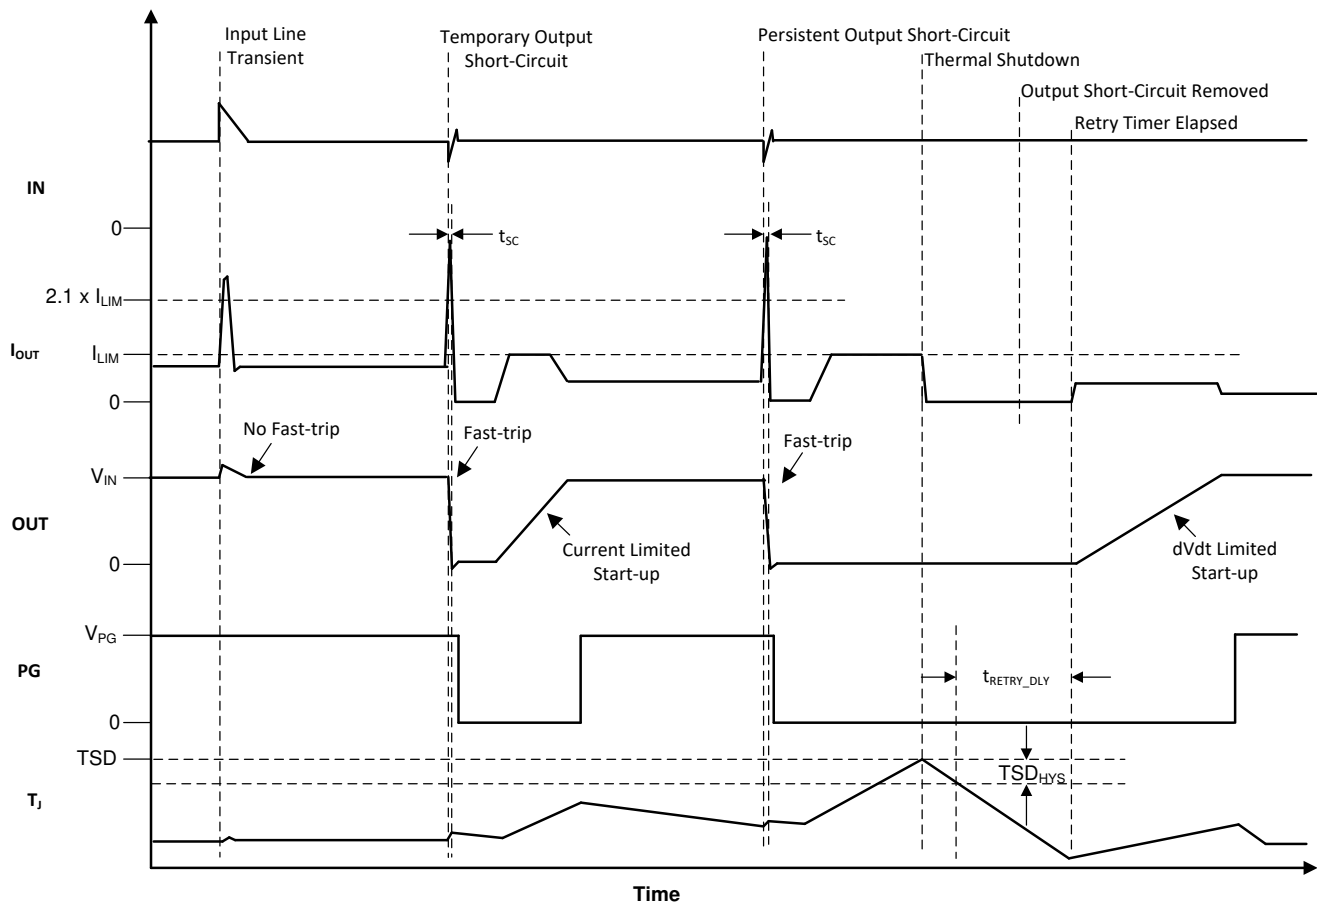 Input Line
Transient
Temporary Output
Short-Circuit
Persistent Output Short-Circuit
Thermal Shutdown
Output Short-Circuit Removed
Retry Timer Elapsed
IN
0
tSC
tSC
2.1 x ILIM
IOUT
ILIM
0
No Fast-trip
Fast-trip
Fast-trip
VIN
OUT
Current Limited
Start-up
dVdt Limited
Start-up
0
VPG
PG
tRETRY_DLY
0
TSD
TSDHYS
TJ
Time